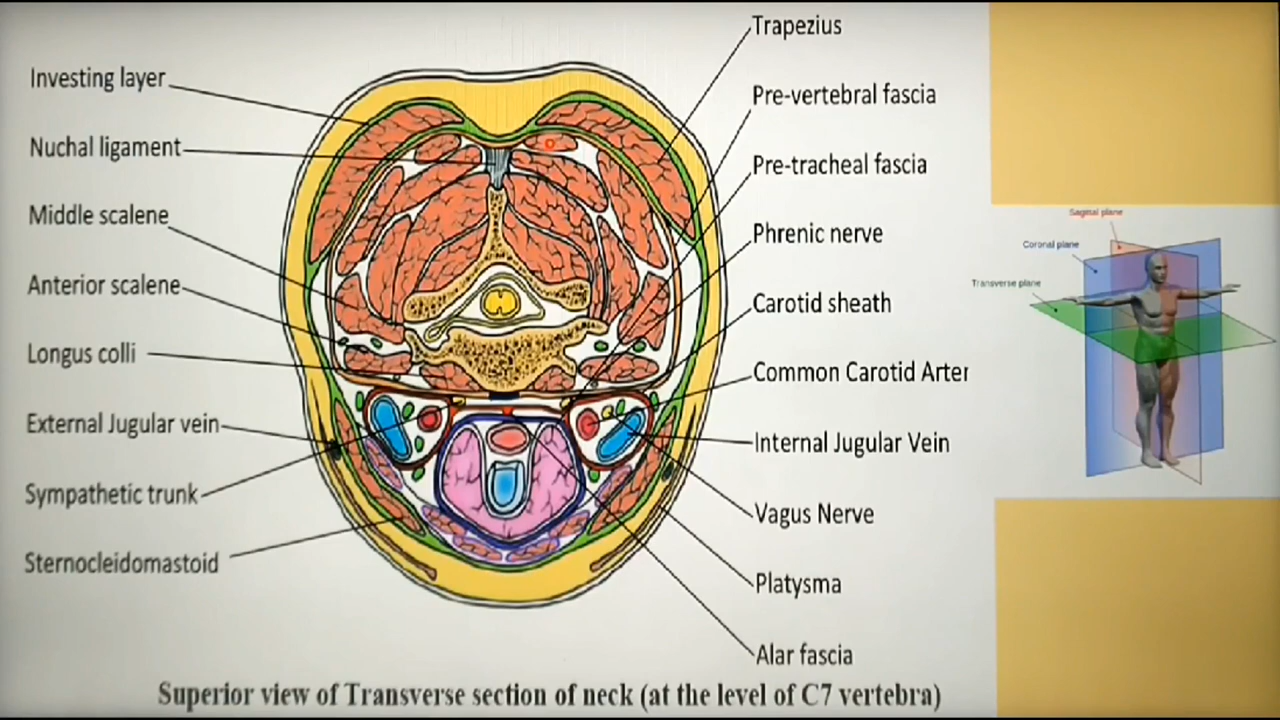 Investing layer
Nuchal ligament
Middle scalene
Anterior scalene
Longus colli
External Jugular vein
Sympathetic trunk
Sternocleidomastoid
Trapezius
Pre-vertebral fascia
Pre-tracheal fascia
Phrenic nerve
Carotid sheath
Common Carotid Arter
Internal Jugular Vein
Vagus Nerve
Platysma
Alar fascia
Sagittal plane
Coronal plane
Transverse plane
Superior view of Transverse section of neck (at the level of C7 vertebra)